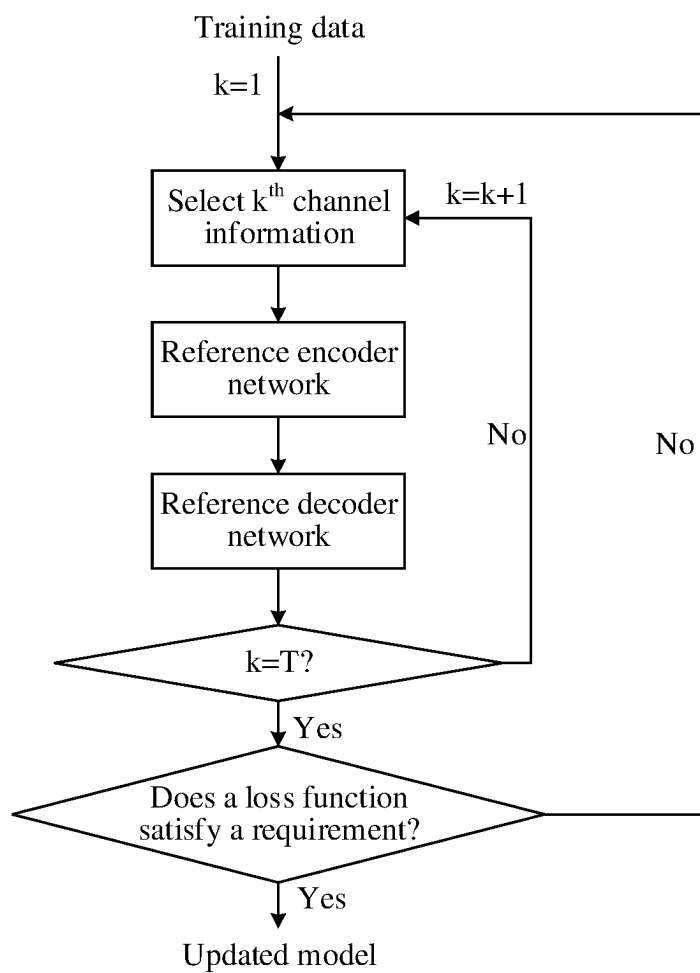 Training data
k=1
Select kth channel
information
k=k+1
Reference encoder
network
No
No
Reference decoder
network
k=T?
Yes
Does a loss function
satisfy a requirement?
Yes
Updated model